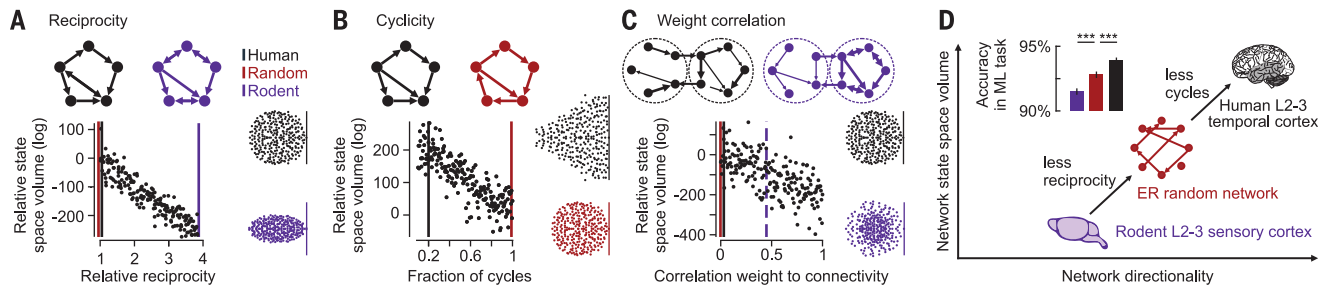 A Reciprocity
Human
Random
Rodent
Relative state
space volume (log)
100
0
-100
-200
1 2 3 4
Relative reciprocity
B Cyclicity
Relative state
space volume (log)
200
100
0
0.2 0.6 1
Fraction of cycles
C Weight correlation
Relative state
space volume (log)
0
-200
-400
0 0.5 1
Correlation weight to connectivity
D
Network state space volume
Accuracy
in ML task
95%
90%
*** ***
less
cycles
Human L2-3
temporal cortex
less
reciprocity
ER random network
Rodent L2-3 sensory cortex
Network directionality